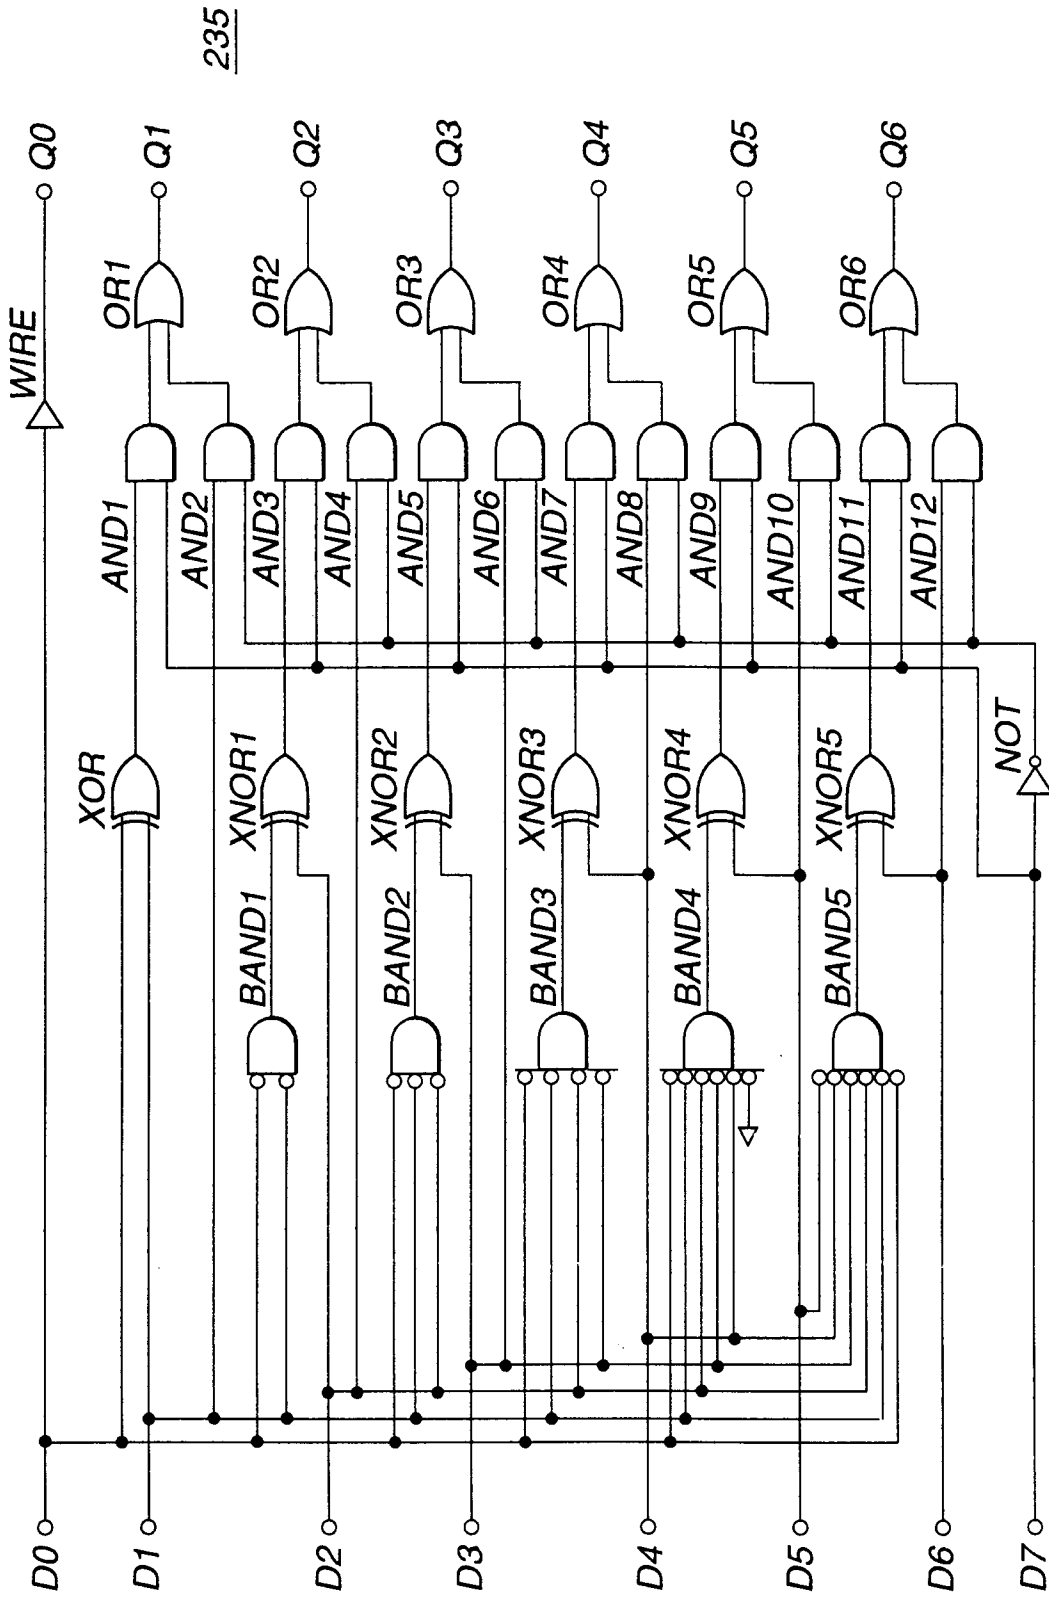 235
D0
WIRE
Q0
D1
XOR
AND1
OR1
Q1
AND2
D2
BAND1
XNOR1
AND3
OR2
Q2
AND4
D3
BAND2
XNOR2
AND5
OR3
Q3
AND6
D4
BAND3
XNOR3
AND7
OR4
Q4
AND8
D5
BAND4
XNOR4
AND9
OR5
Q5
AND10
D6
BAND5
XNOR5
AND11
OR6
Q6
AND12
D7
NOT